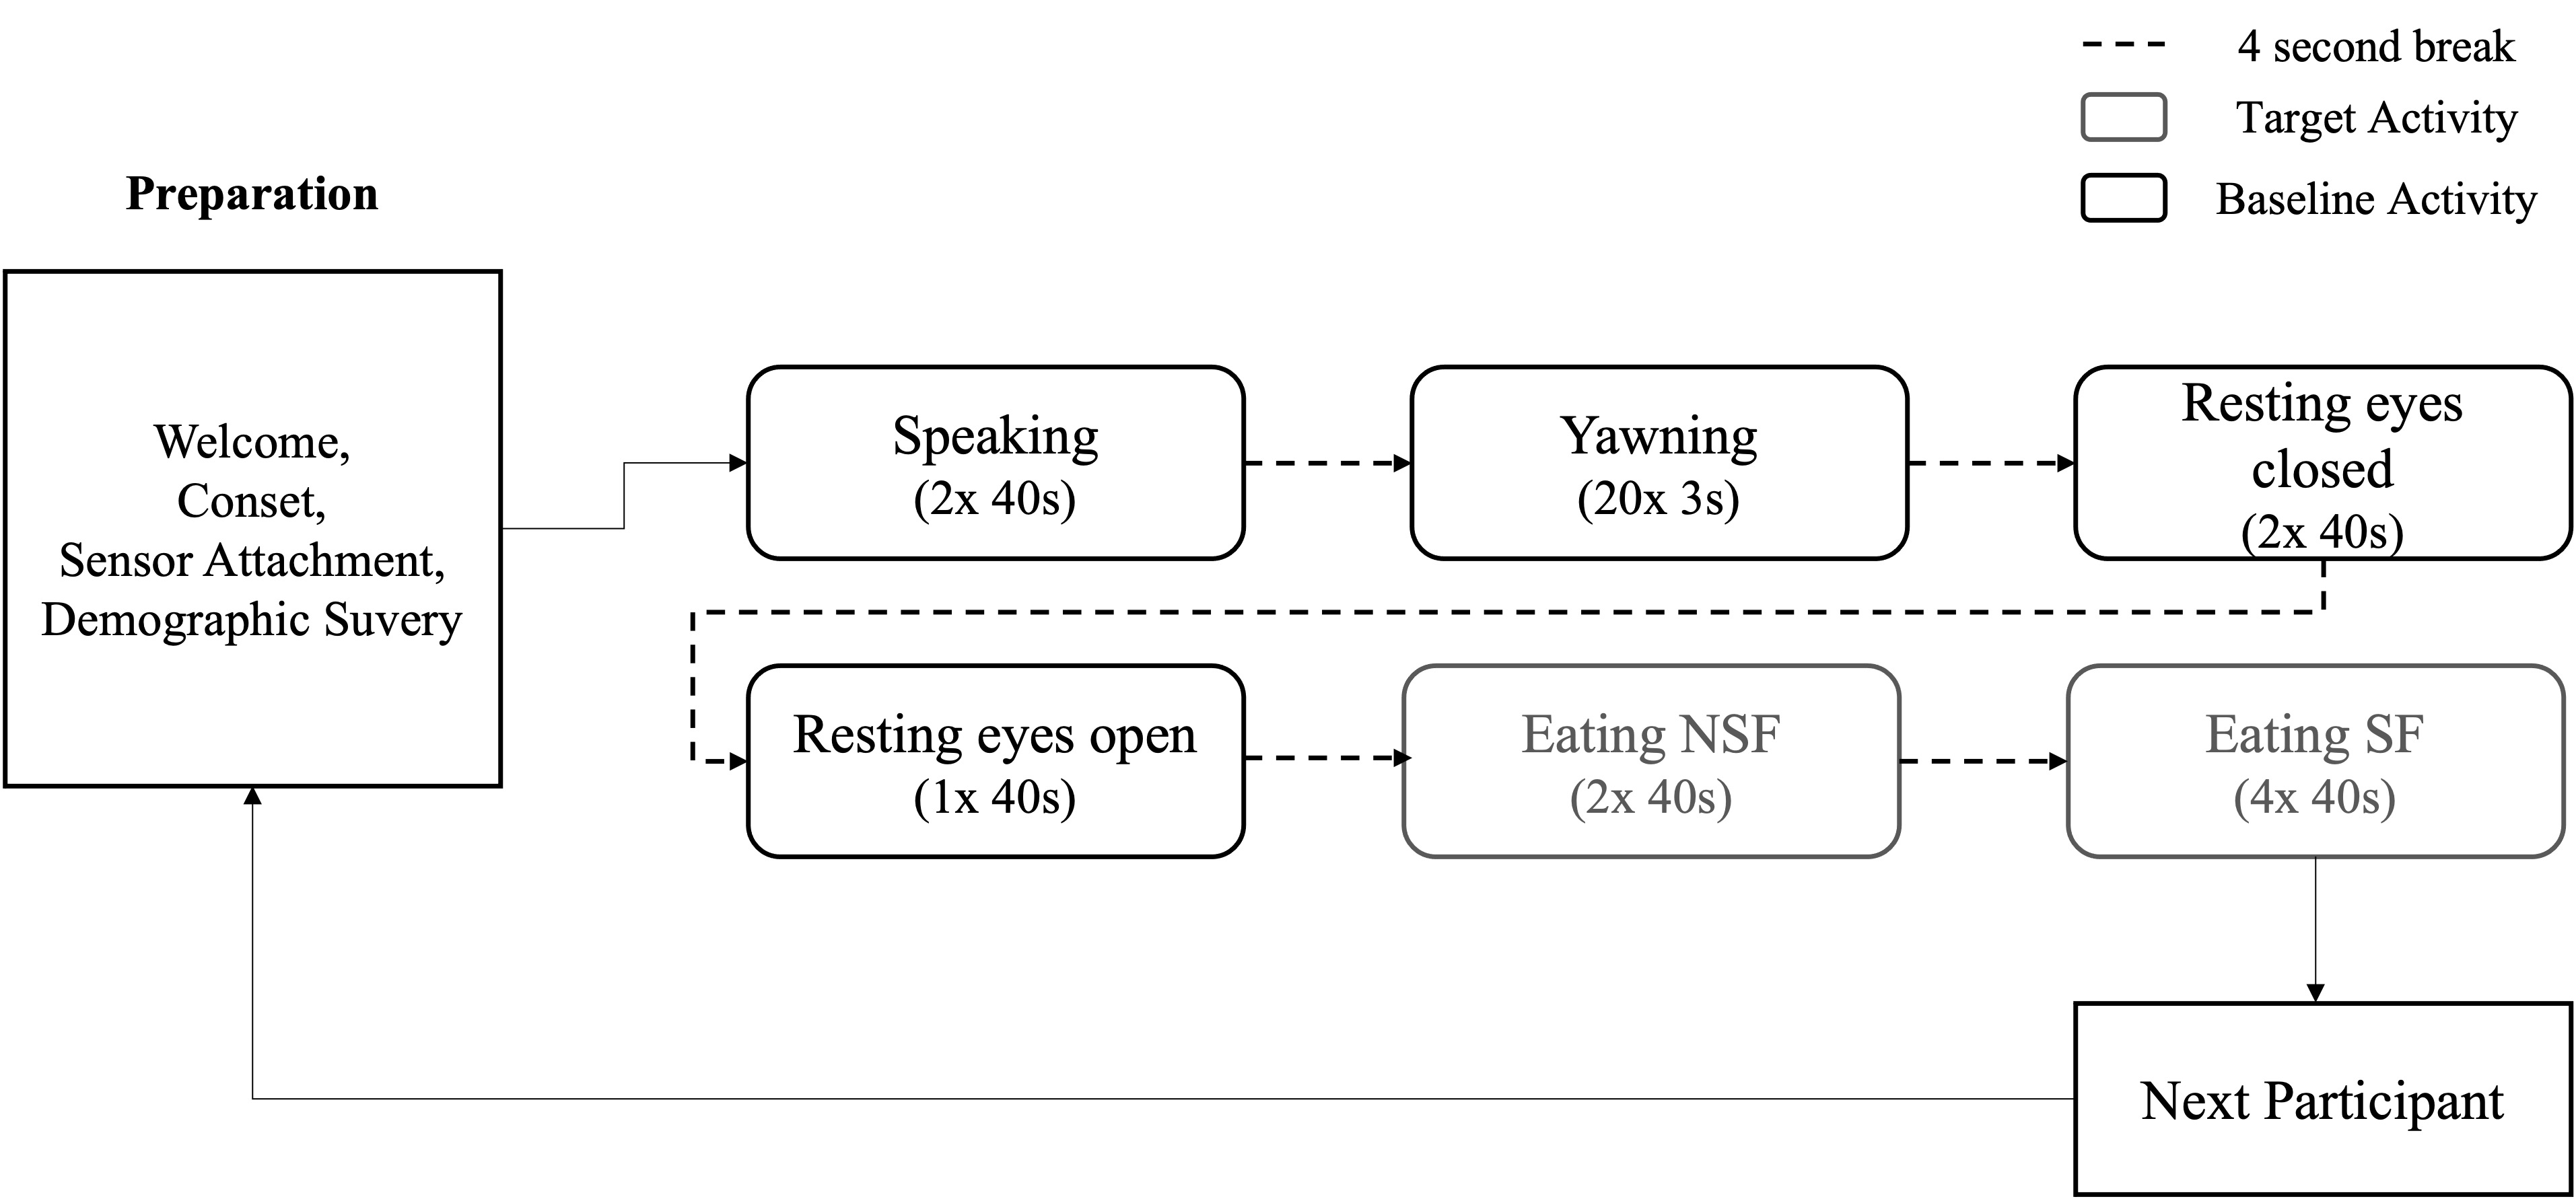 4 second break
Target Activity
Baseline Activity
Preparation
Welcome,
Conset,
Sensor Attachment,
Demographic Suvery
Speaking
(2x 40s)
Yawning
(20x 3s)
Resting eyes
closed
(2x 40s)
Resting eyes open
(1x 40s)
Eating NSF
(2x 40s)
Eating SF
(4x 40s)
Next Participant